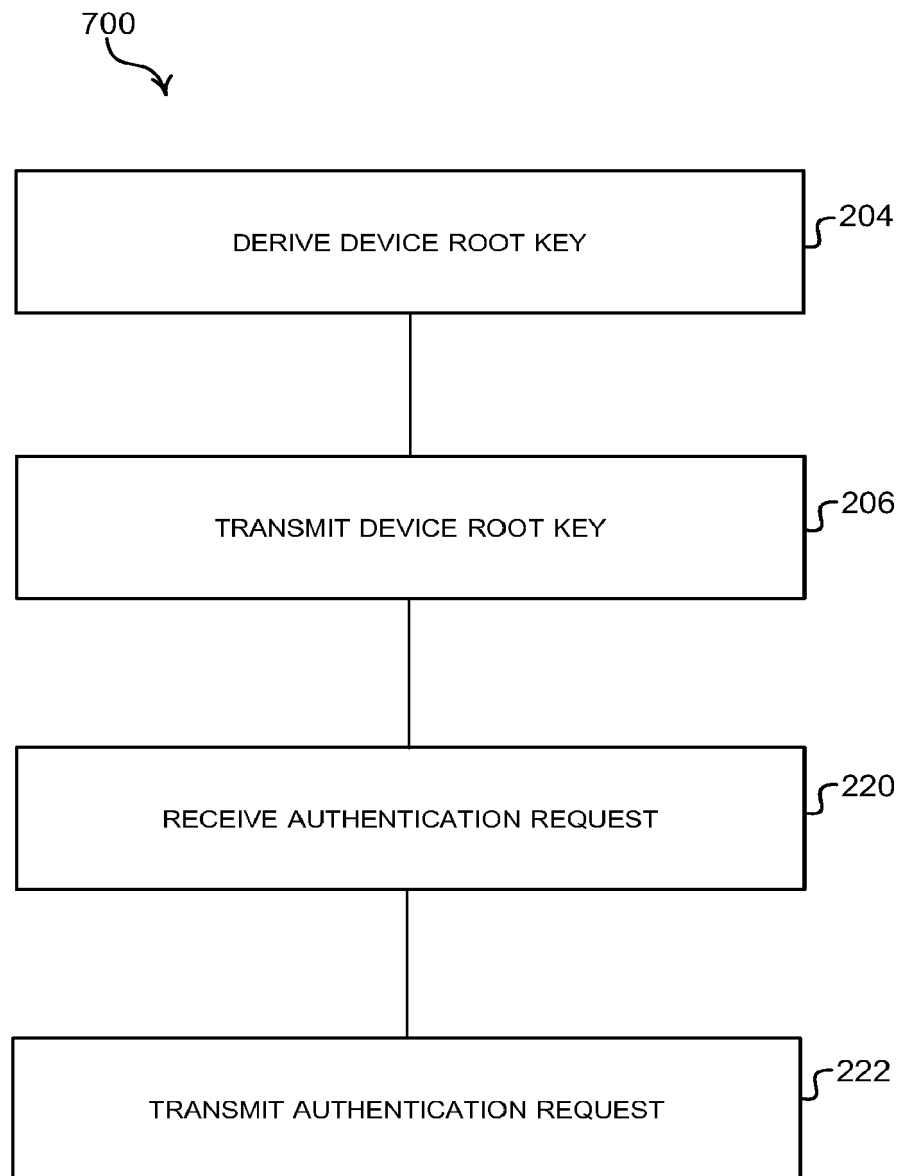 700
DERIVE DEVICE ROOT KEY
204
TRANSMIT DEVICE ROOT KEY
206
RECEIVE AUTHENTICATION REQUEST
220
TRANSMIT AUTHENTICATION REQUEST
222